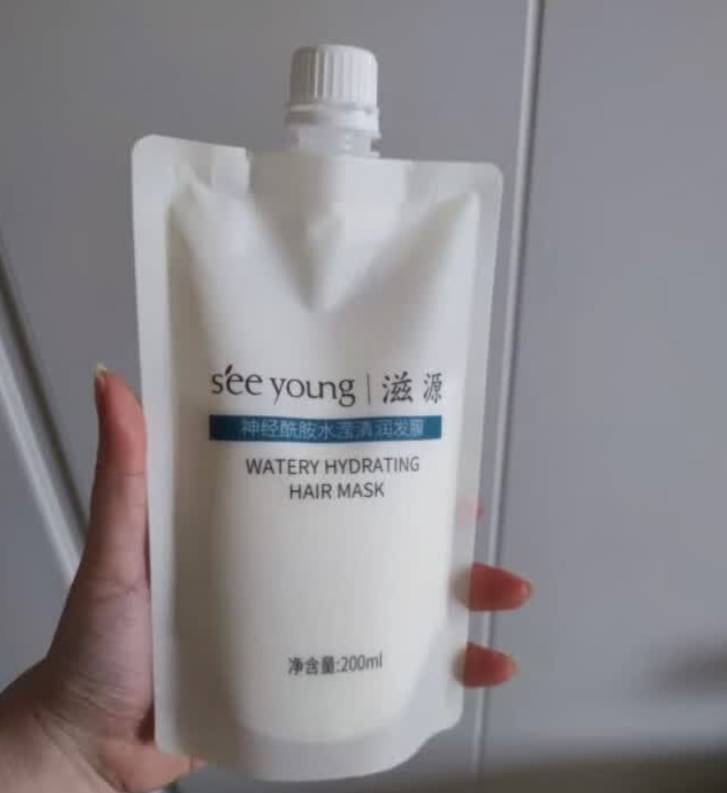 s'ee young | 滋源
神经酰胺水滢清润发膜
WATERY HYDRATING
HAIR MASK
净含量:200ml